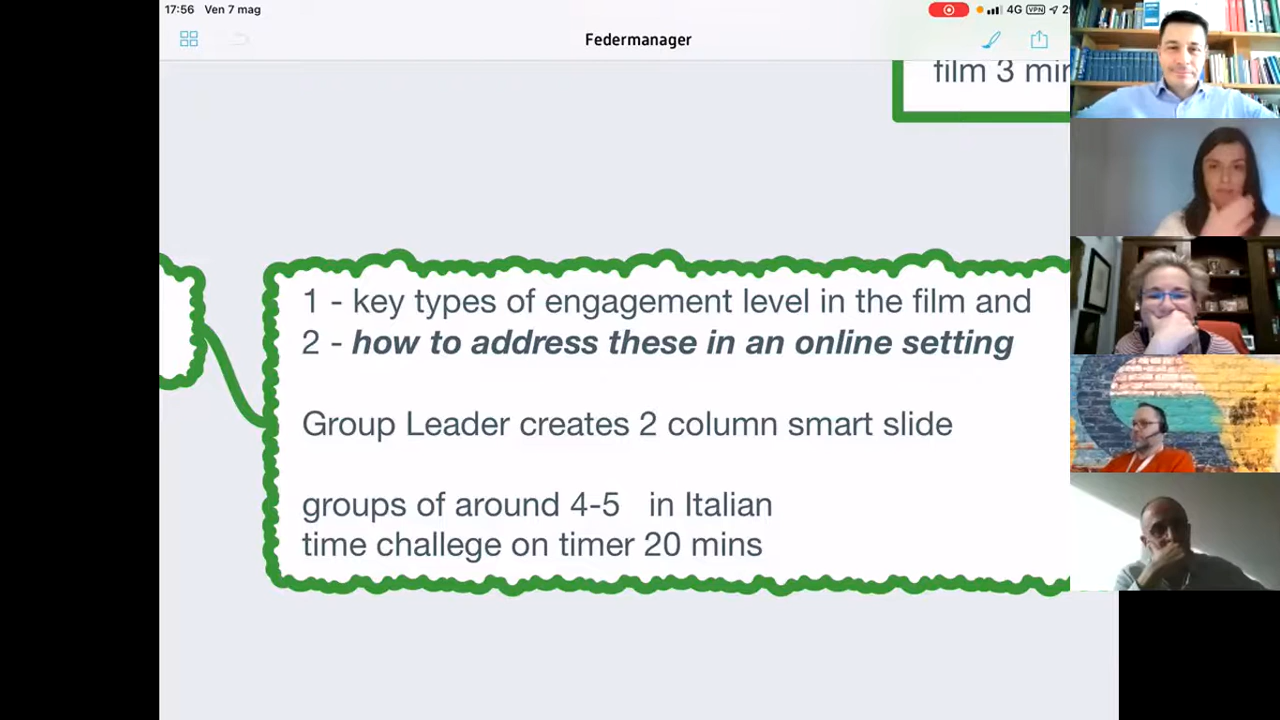 17:56 Ven 7 mag
4G VPN
Federmanager
film 3 min
1 - key types of engagement level in the film and
2 - how to address these in an online setting
Group Leader creates 2 column smart slide
groups of around 4-5 in Italian
time challege on timer 20 mins